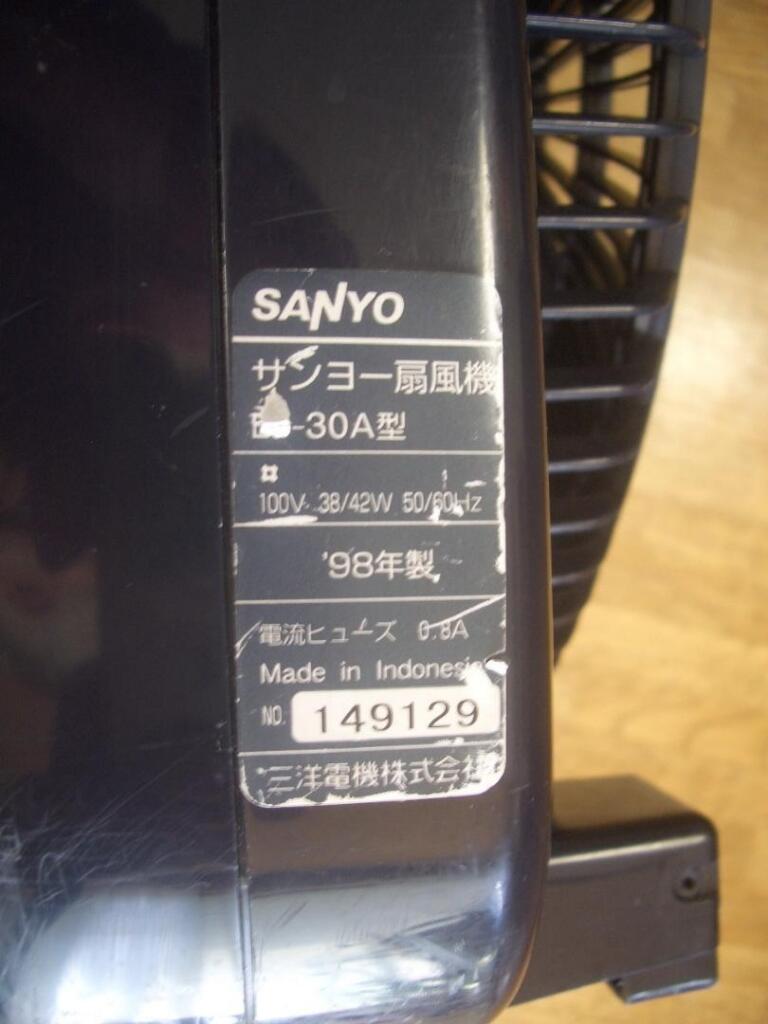 SANYO
サンヨー扇風機
-30A型
100V 38/42W 50/60Hz
'98年製
電流ヒューズ 0.8A
Made in Indonesia
NO. 149129
三洋電機株式会社